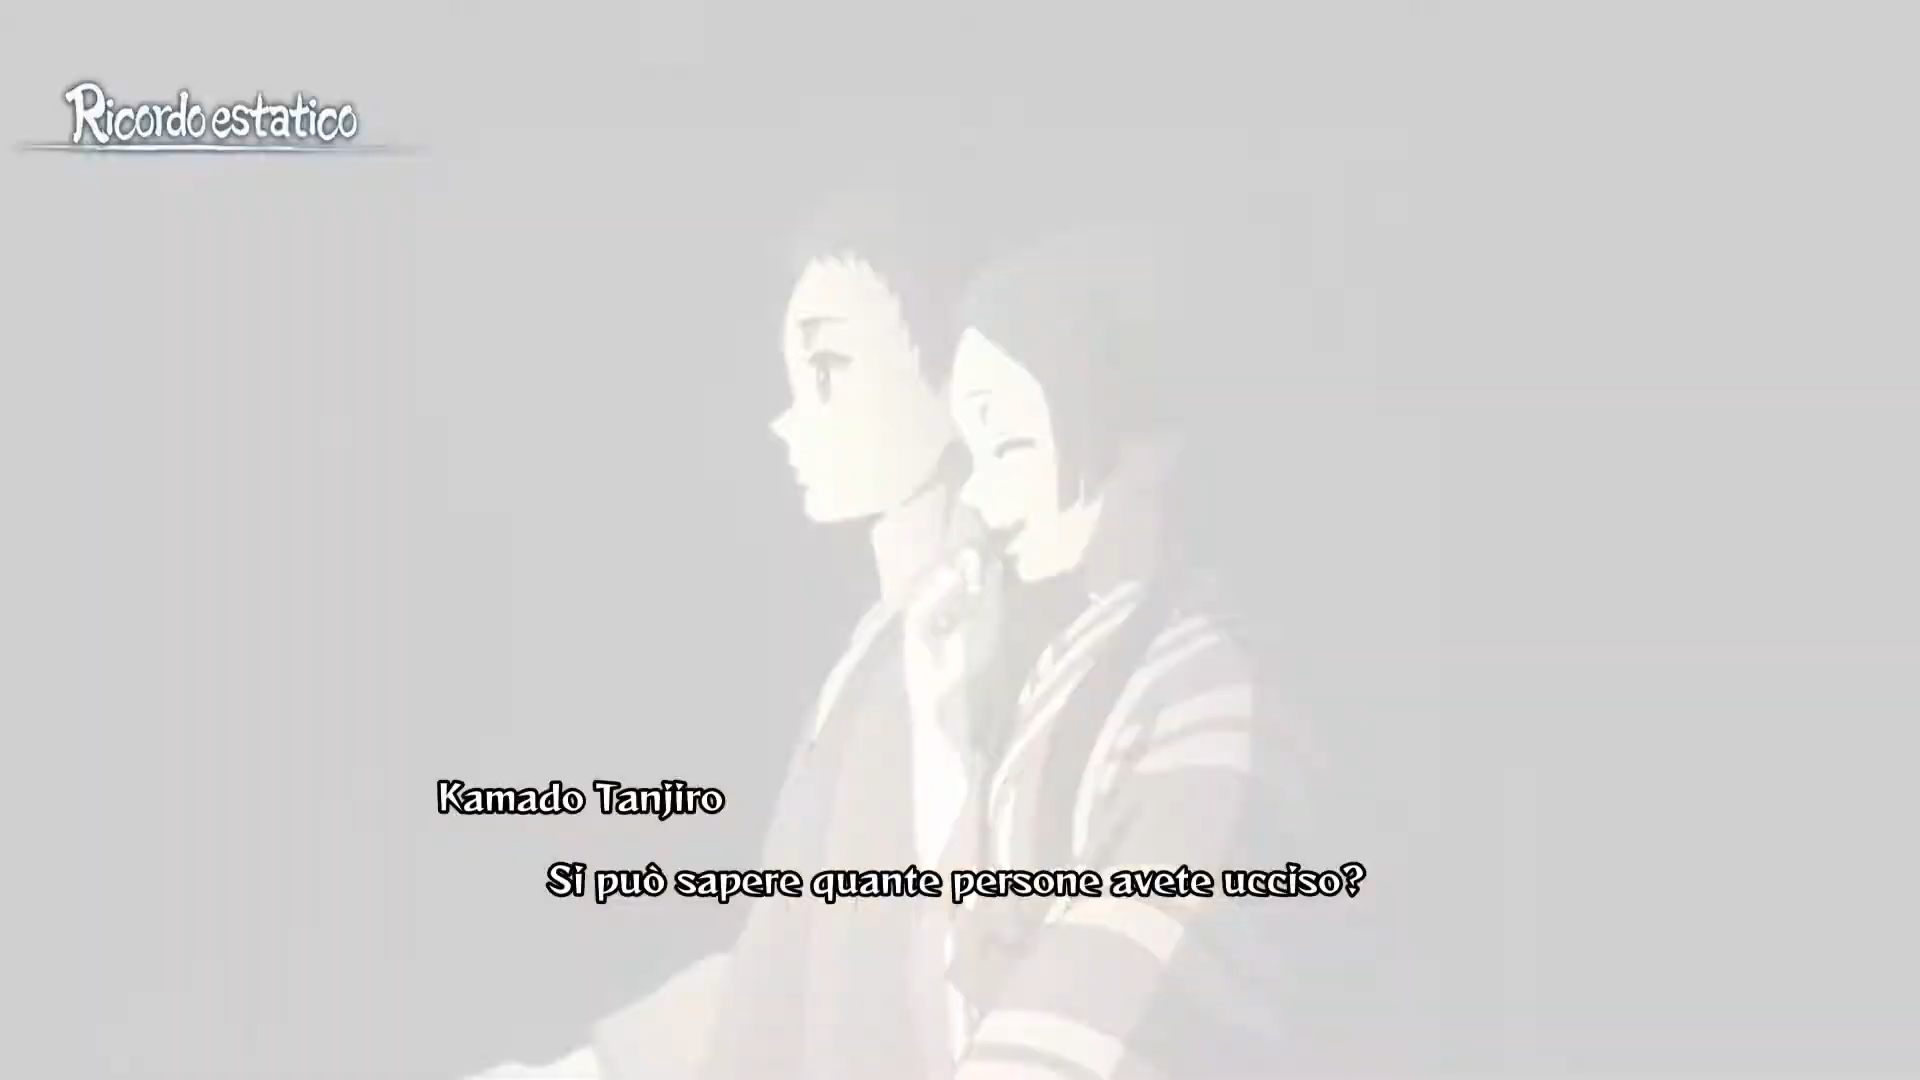 Ricordo estatico
Kamado Tanjiro
Si può sapere quante persone avete ucciso?